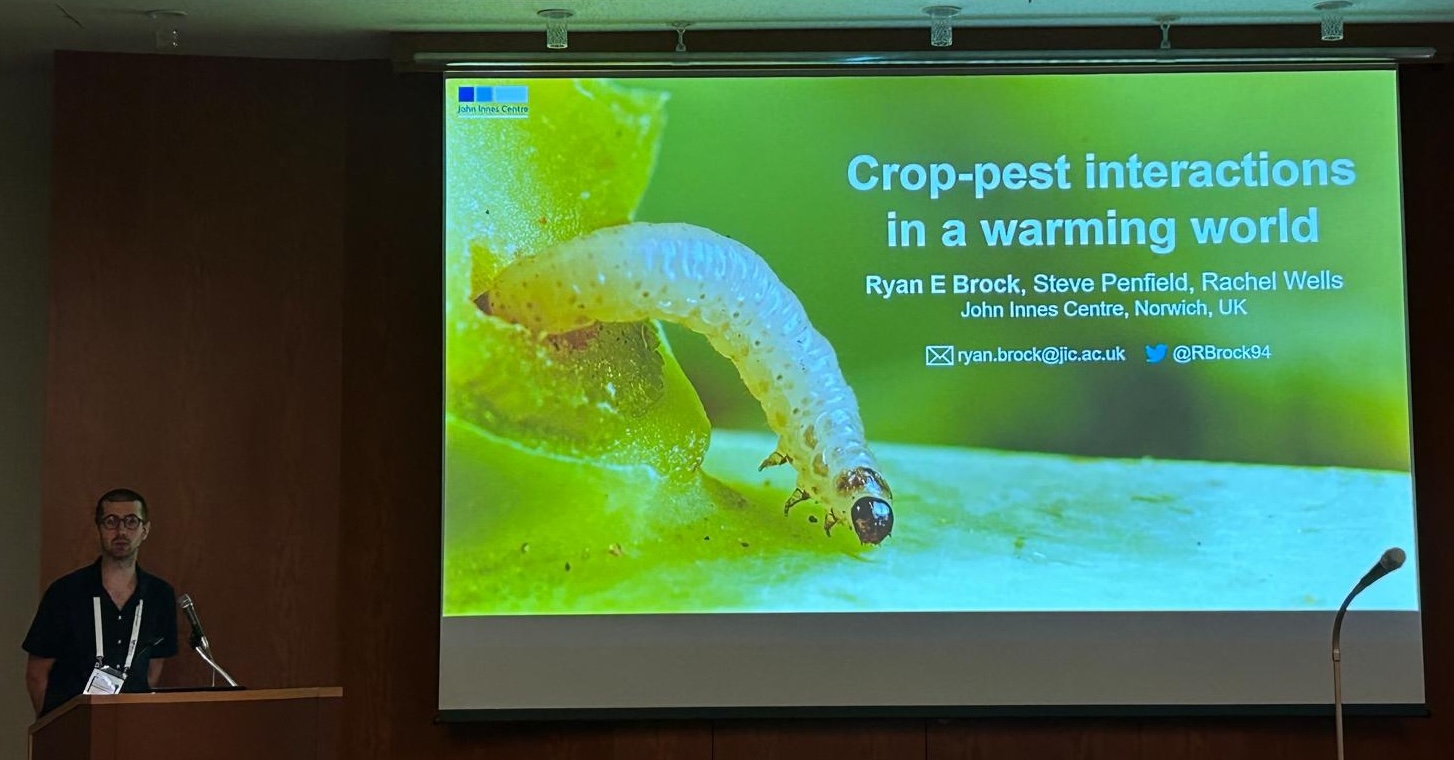 John Innes Centre
Crop-pest interactions
in a warming world
Ryan E Brock, Steve Penfield, Rachel Wells
John Innes Centre, Norwich, UK
ryan.brock@jic.ac.uk @RBrock94